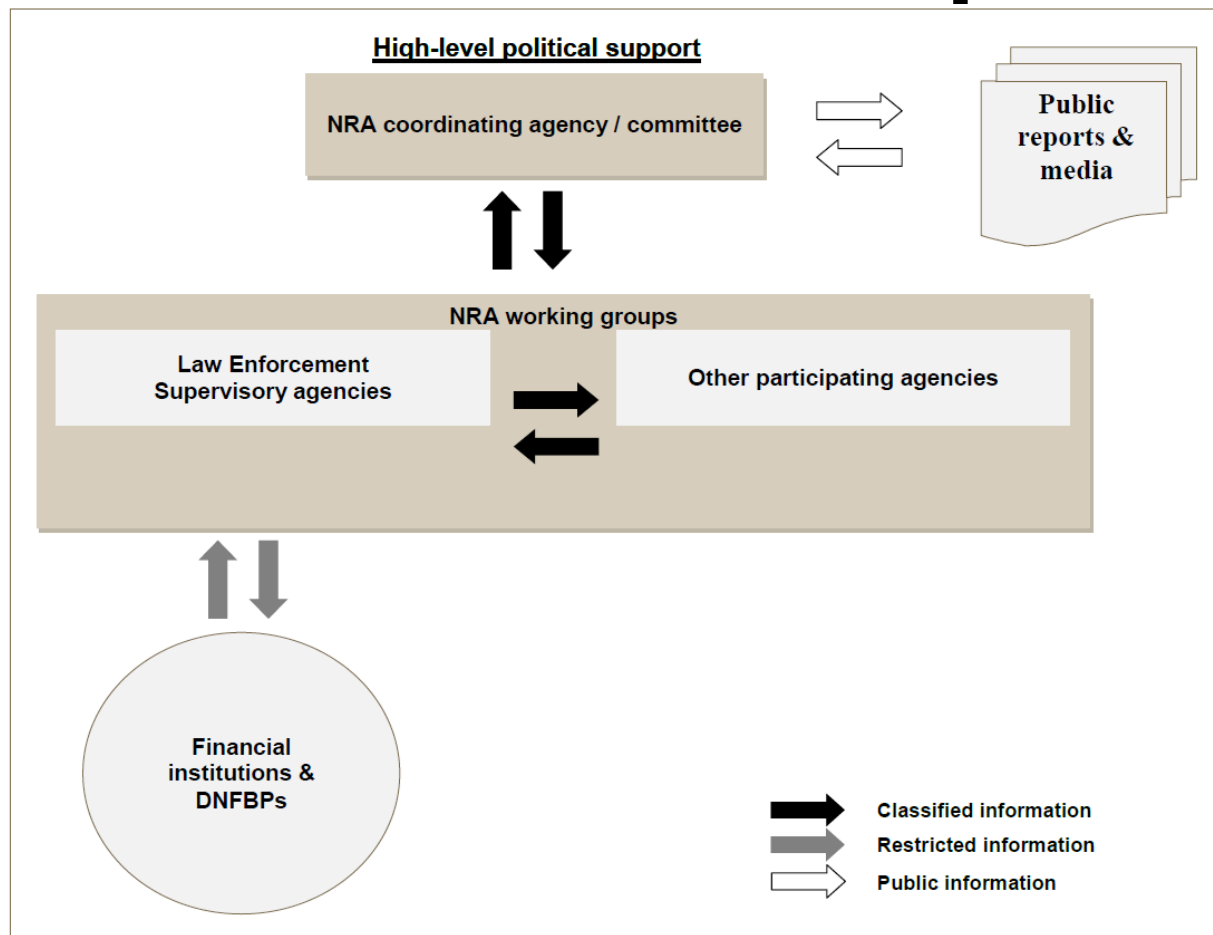 High-level political support
NRA coordinating agency / committee
Public
reports &
media
NRA working groups
Law Enforcement
Supervisory agencies
Other participating agencies
Financial
institutions &
DNFBPs
Classified information
Restricted information
Public information